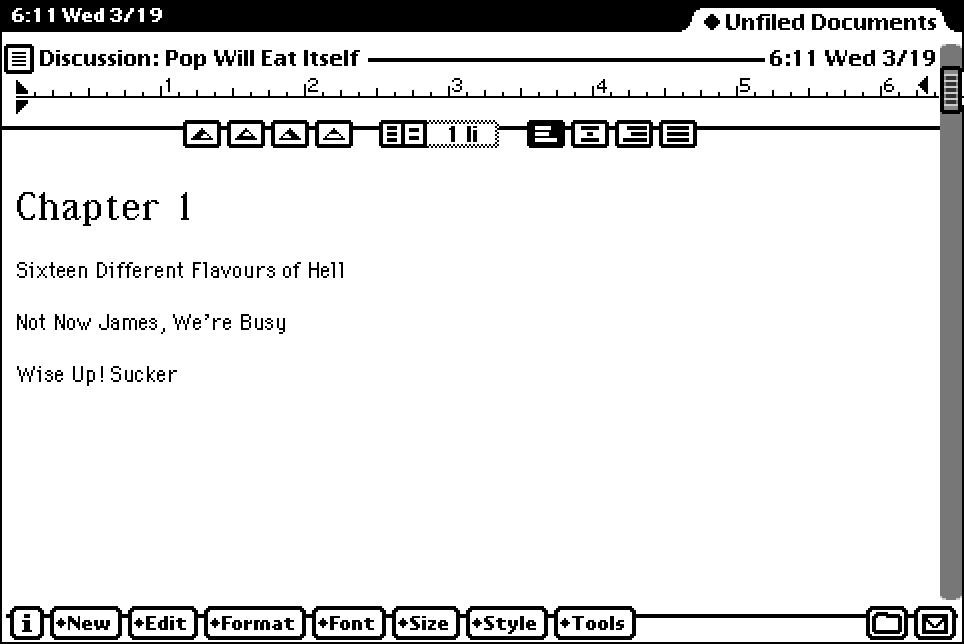 6:11 Wed 3/19
Unfiled Documents
Discussion: Pop Will Eat Itself
6:11 Wed 3/19
1 2 3 4 5 6
1 li
Chapter 1
Sixteen Different Flavours of Hell
Not Now James, We're Busy
Wise Up! Sucker
i New Edit Format Font Size Style Tools